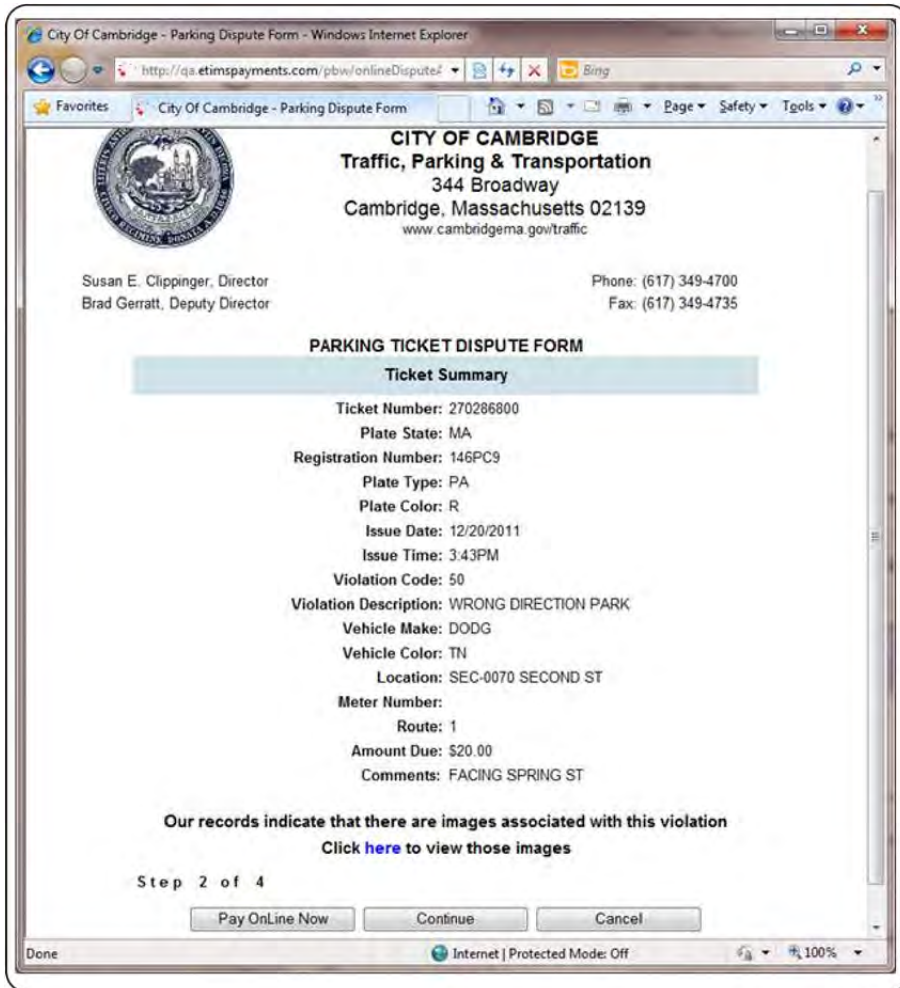 City Of Cambridge - Parking Dispute Form - Windows Internet Explorer
http://qa.etimspayments.com/pbw/onlineDispute
Bing
Favorites City Of Cambridge - Parking Dispute Form Page Safety Tools
CITY OF CAMBRIDGE
Traffic, Parking & Transportation
344 Broadway
Cambridge, Massachusetts 02139
www.cambridgema.gov/traffic
Susan E. Clippinger, Director Phone: (617) 349-4700
Brad Gerratt, Deputy Director Fax: (617) 349-4735
PARKING TICKET DISPUTE FORM
Ticket Summary
Ticket Number: 270286800
Plate State: MA
Registration Number: 146PC9
Plate Type: PA
Plate Color: R
Issue Date: 12/20/2011
Issue Time: 3:43PM
Violation Code: 50
Violation Description: WRONG DIRECTION PARK
Vehicle Make: DODG
Vehicle Color: TN
Location: SEC-0070 SECOND ST
Meter Number:
Route: 1
Amount Due: $20.00
Comments: FACING SPRING ST
Our records indicate that there are images associated with this violation
Click here to view those images
Step 2 of 4
Pay OnLine Now Continue Cancel
Done Internet | Protected Mode: Off 100%